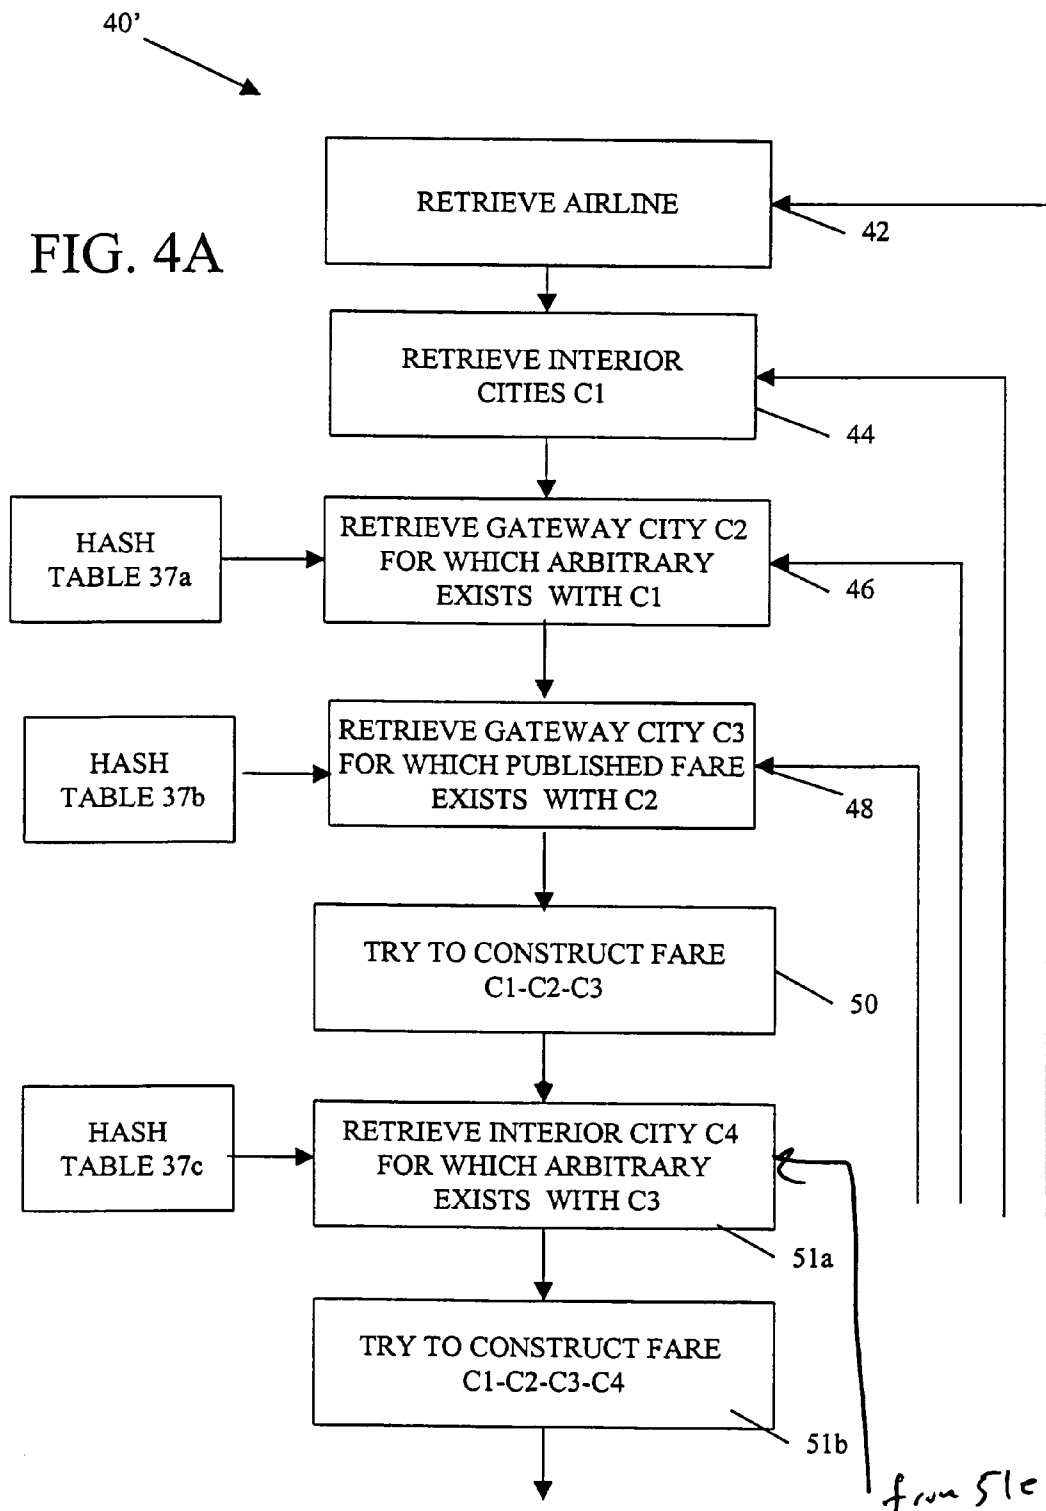 40’
RETRIEVE AIRLINE
42
FIG. 4A
RETRIEVE INTERIOR
CITIES C1
44
HASH
TABLE 37a
RETRIEVE GATEWAY CITY C2
FOR WHICH ARBITRARY
EXISTS WITH C1
46
HASH
TABLE 37b
RETRIEVE GATEWAY CITY C3
FOR WHICH PUBLISHED FARE
EXISTS WITH C2
48
TRY TO CONSTRUCT FARE
C1-C2-C3
50
HASH
TABLE 37c
RETRIEVE INTERIOR CITY C4
FOR WHICH ARBITRARY
EXISTS WITH C3
51a
TRY TO CONSTRUCT FARE
C1-C2-C3-C4
51b
from 51e